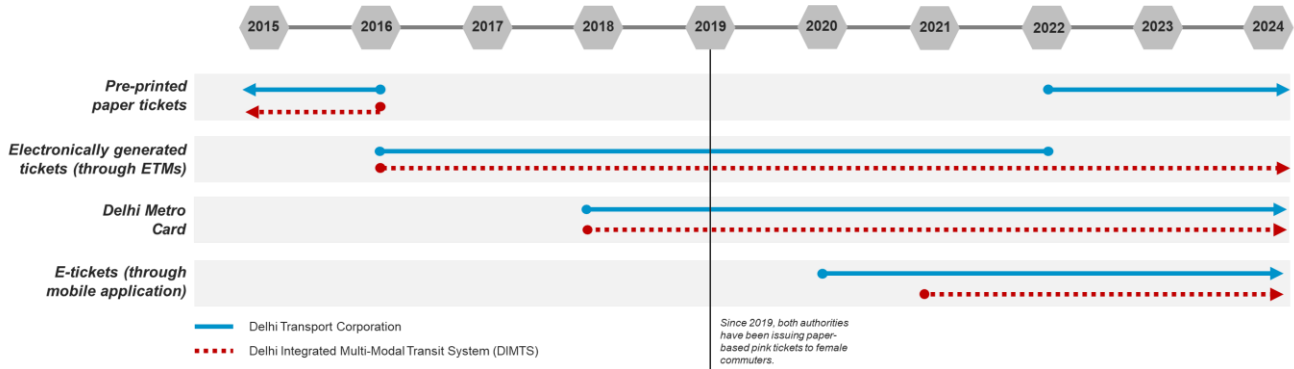 2015 2016 2017 2018 2019 2020 2021 2022 2023 2024
Pre-printed
paper tickets
Electronically generated
tickets (through ETMs)
Delhi Metro
Card
E-tickets (through
mobile application)
Delhi Transport Corporation
Delhi Integrated Multi-Modal Transit System (DIMTS)
Since 2019, both authorities
have been issuing paper-
based pink tickets to female
commuters.